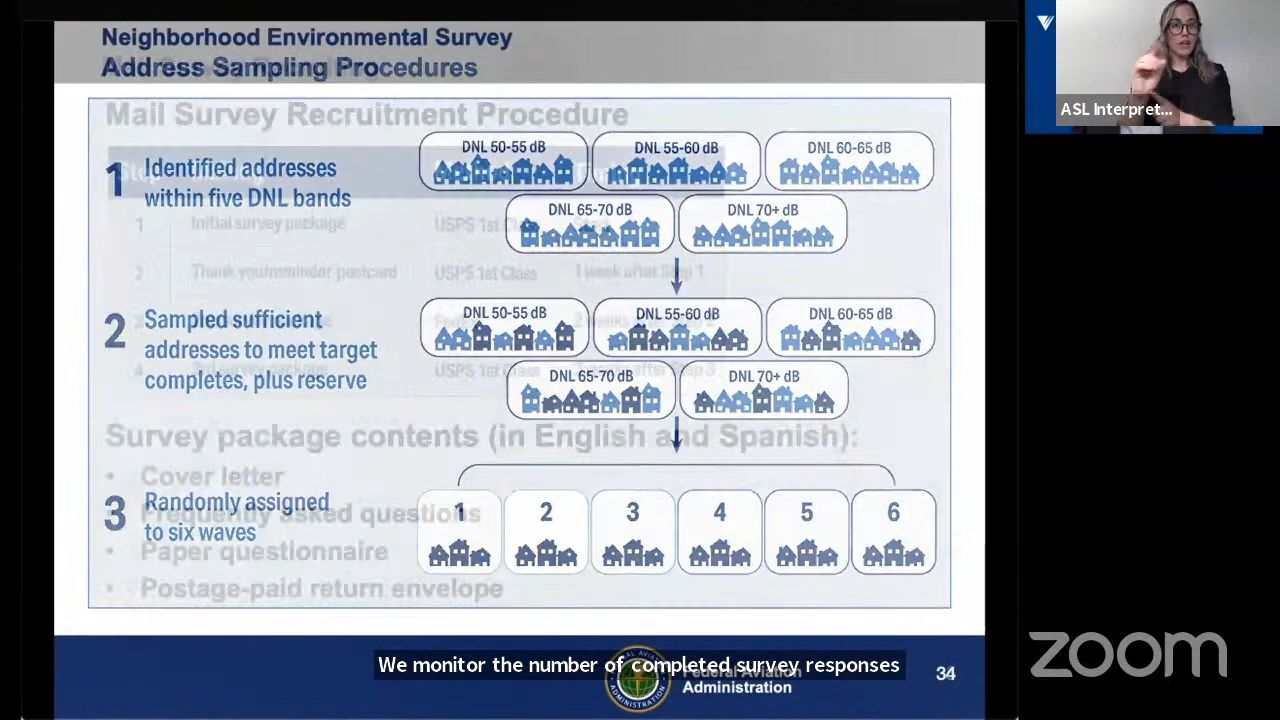 Neighborhood Environmental Survey
Address Sampling Procedures
Mail Survey Recruitment Procedure
1 Identified addresses
within five DNL bands
DNL 50-55 dB DNL 55-60 dB DNL 60-65 dB
DNL 65-70 dB DNL 70+ dB
1 Initial survey package USPS 1st Class
2 Thank you/reminder postcard USPS 1st Class 1 week after Step 1
2 Sampled sufficient
addresses to meet target
completes, plus reserve
DNL 50-55 dB DNL 55-60 dB DNL 60-65 dB
DNL 65-70 dB DNL 70+ dB
4 USPS 1st Class after Step 3
Survey package contents (in English and Spanish):
• Cover letter
• Frequently asked questions
• Paper questionnaire
• Postage-paid return envelope
3 Randomly assigned
to six waves
1 2 3 4 5 6
We monitor the number of completed survey responses
Federal Aviation
Administration
34
ASL Interpret...
zoom